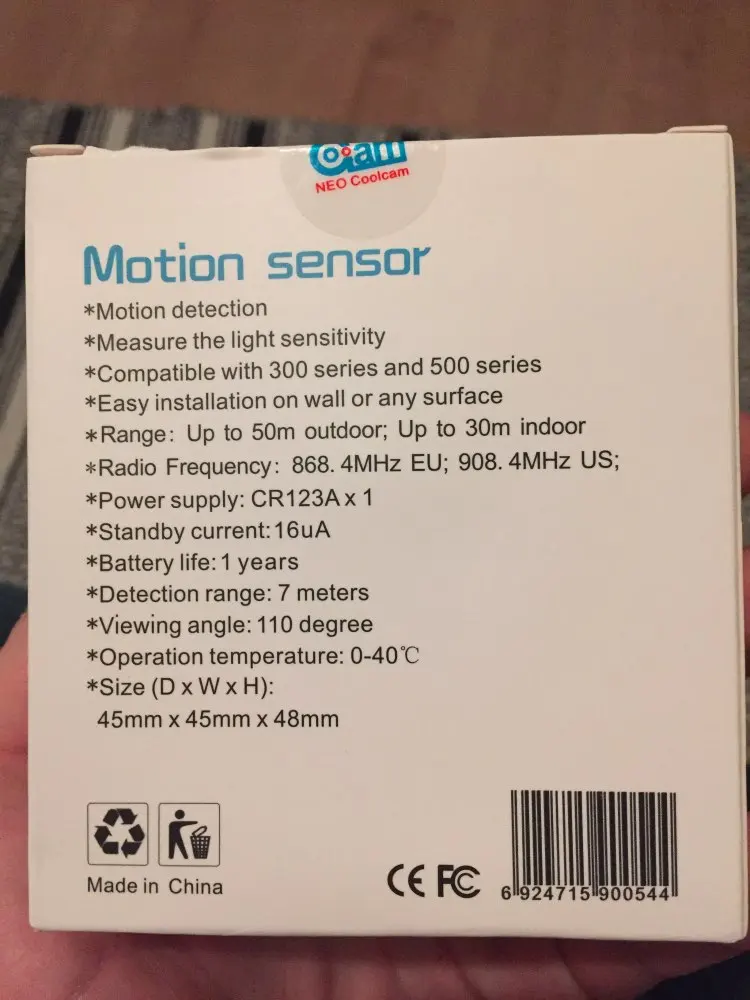 Cam
NEO Coolcam
Motion sensor
*Motion detection
*Measure the light sensitivity
*Compatible with 300 series and 500 series
*Easy installation on wall or any surface
*Range: Up to 50m outdoor; Up to 30m indoor
*Radio Frequency: 868.4MHz EU; 908.4MHz US;
*Power supply: CR123A x 1
*Standby current: 16uA
*Battery life: 1 years
*Detection range: 7 meters
*Viewing angle: 110 degree
*Operation temperature: 0-40℃
*Size (D x W x H):
45mm x 45mm x 48mm
Made in China
CE FC
6 924715 900544